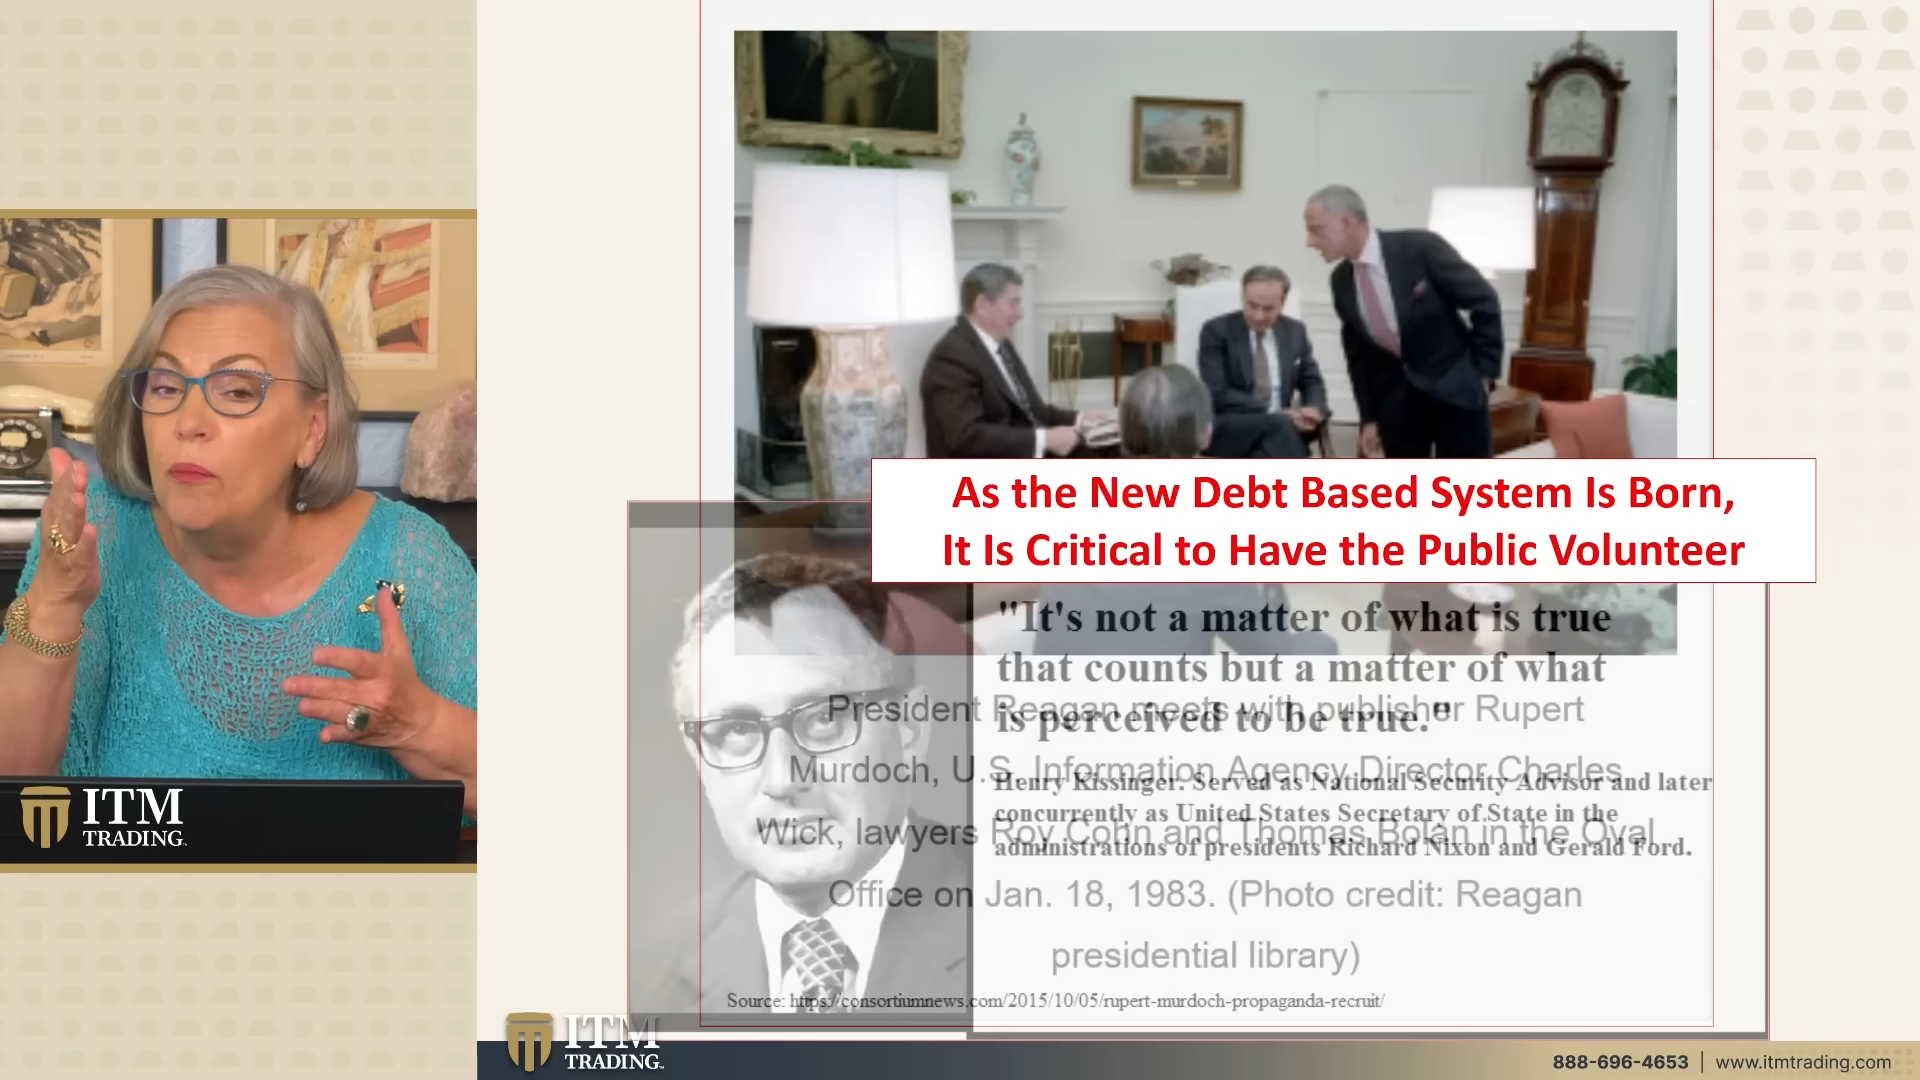 As the New Debt Based System Is Born,
It Is Critical to Have the Public Volunteer
"It's not a matter of what is true
that counts but a matter of what
is perceived to be true."
Henry Kissinger: Served as National Security Advisor and later
concurrently as United States Secretary of State in the
administrations of presidents Richard Nixon and Gerald Ford.
President Reagan meets with publisher Rupert
Murdoch, U.S. Information Agency Director Charles
Wick, lawyers Roy Cohn and Thomas Bolan in the Oval
Office on Jan. 18, 1983. (Photo credit: Reagan
presidential library)
Source: https://consortiumnews.com/2015/10/05/rupert-murdoch-propaganda-recruit/
ITM
TRADING
ITM
TRADING
888-696-4653 | www.itmtrading.com